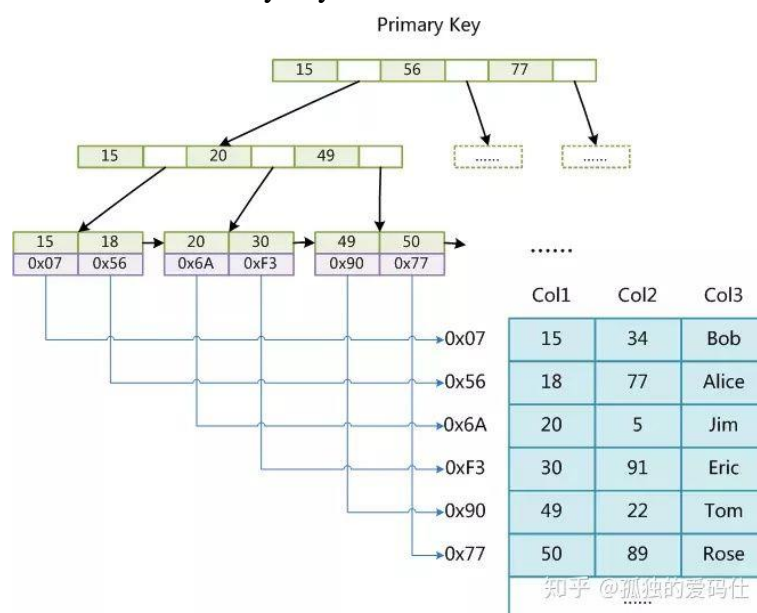 Primary Key
15 56 77
15 20 49
...... ......
15 18 20 30 49 50
0x07 0x56 0x6A 0xF3 0x90 0x77
......
Col1 Col2 Col3
0x07 15 34 Bob
0x56 18 77 Alice
0x6A 20 5 Jim
0xF3 30 91 Eric
0x90 49 22 Tom
0x77 50 89 Rose
知乎 @孤独的爱码仕
......